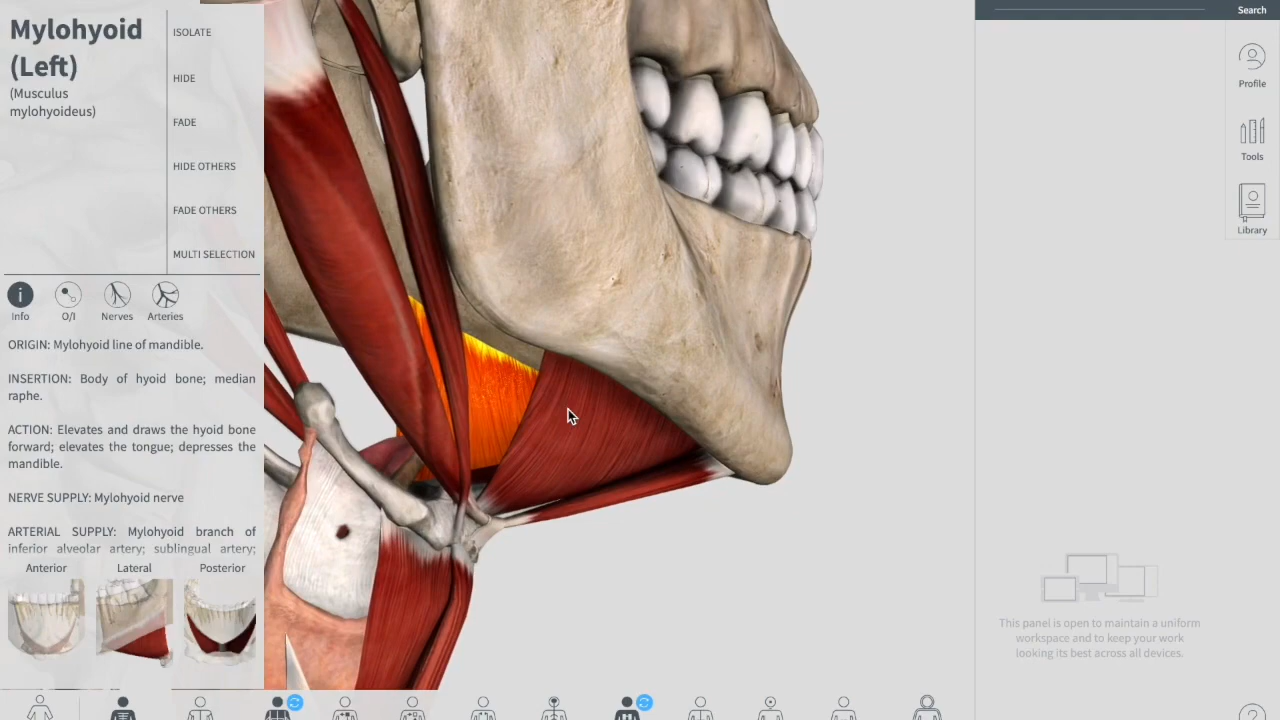 Mylohyoid
(Left)
(Musculus
mylohyoideus)
ISOLATE
HIDE
FADE
HIDE OTHERS
FADE OTHERS
MULTI SELECTION
Info
O/I
Nerves
Arteries
ORIGIN: Mylohyoid line of mandible.
INSERTION: Body of hyoid bone; median
raphe.
ACTION: Elevates and draws the hyoid bone
forward; elevates the tongue; depresses the
mandible.
NERVE SUPPLY: Mylohyoid nerve
ARTERIAL SUPPLY: Mylohyoid branch of
inferior alveolar artery; sublingual artery;
Anterior
Lateral
Posterior
Search
Profile
Tools
Library
This panel is open to maintain a uniform
workspace and to keep your work
looking its best across all devices.